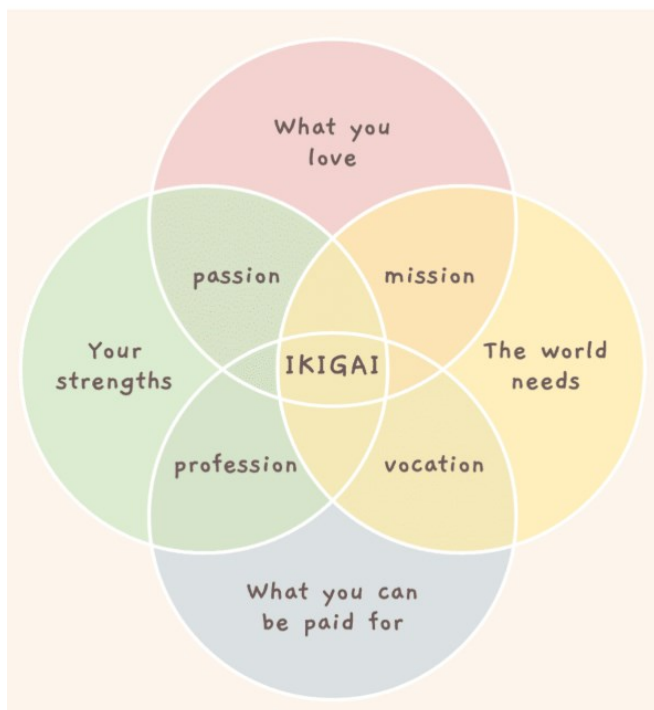 What you
love
passion
mission
Your
strengths
IKIGAI
The world
needs
profession
vocation
What you can
be paid for